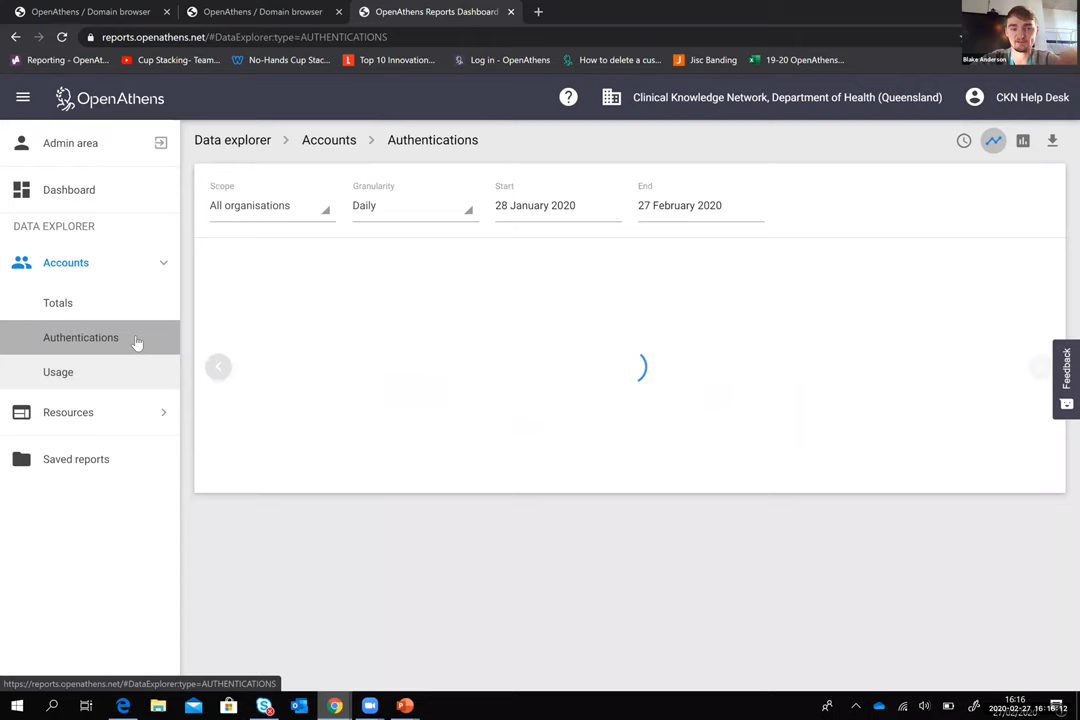 OpenAthens / Domain browser
OpenAthens / Domain browser
OpenAthens Reports Dashboard
reports.openathens.net/#DataExplorer:type=AUTHENTICATIONS
Reporting - OpenAt...
Cup Stacking- Team...
No-Hands Cup Stac...
Top 10 Innovation...
Log in - OpenAthens
How to delete a cus...
Jisc Banding
19-20 OpenAthens...
Blake Anderson
OpenAthens
Clinical Knowledge Network, Department of Health (Queensland)
CKN Help Desk
Admin area
Dashboard
DATA EXPLORER
Accounts
Totals
Authentications
Usage
Resources
Saved reports
Data explorer > Accounts > Authentications
Scope
All organisations
Granularity
Daily
Start
28 January 2020
End
27 February 2020
Feedback
https://reports.openathens.net/#DataExplorer:type=AUTHENTICATIONS
16:16
2020-02-27 16:16:12